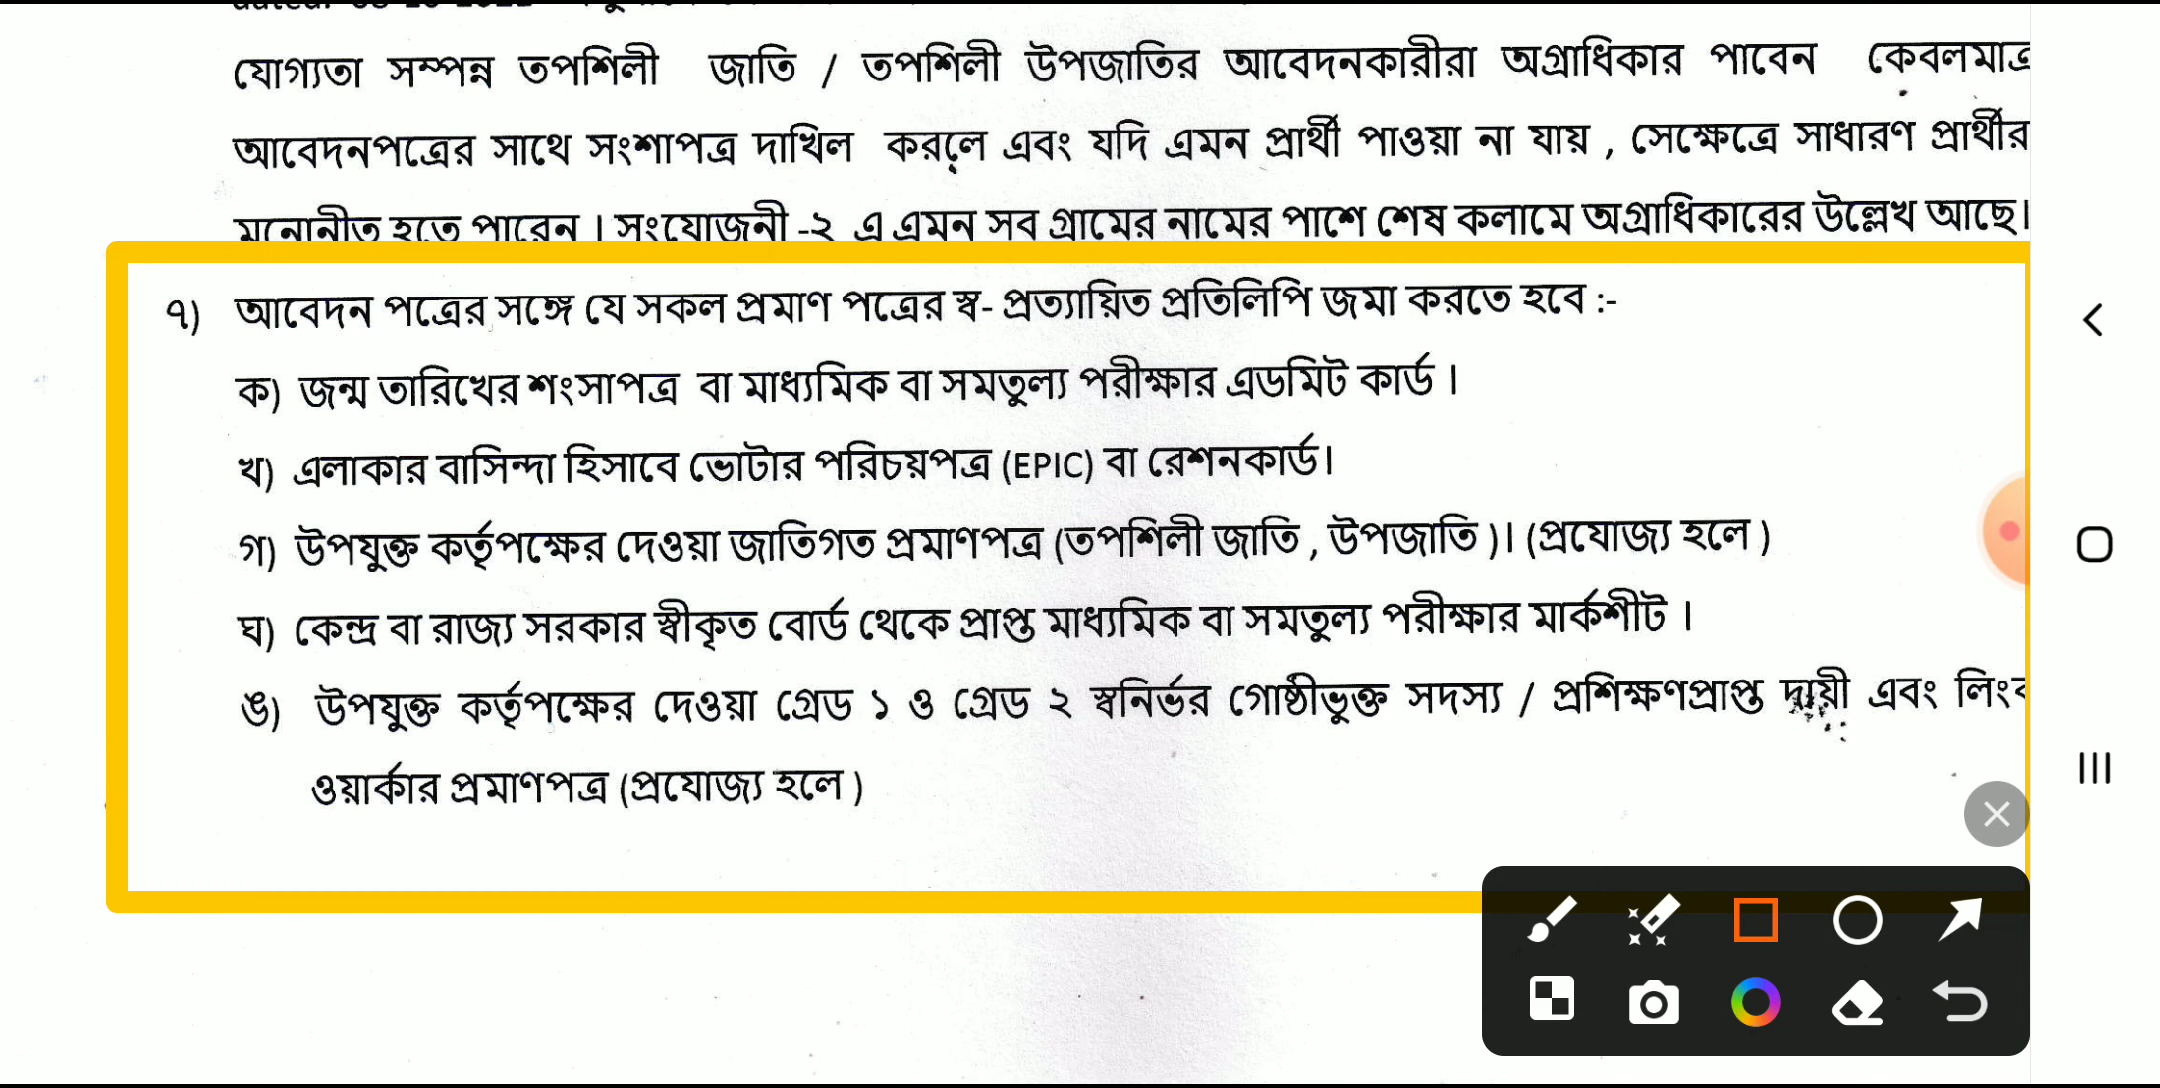 যোগ্যতা সম্পন্ন তপশিলী জাতি / তপশিলী উপজাতির আবেদনকারীরা অগ্রাধিকার পাবেন কেবলমাত্র
আবেদনপত্রের সাথে সংশাপত্র দাখিল করলে এবং যদি এমন প্রার্থী পাওয়া না যায় , সেক্ষেত্রে সাধারণ প্রার্থীর
মনোনীত হতে পারেন । সংযোজনী -২ এ এমন সব গ্রামের নামের পাশে শেষ কলামে অগ্রাধিকারের উল্লেখ আছে।
৭) আবেদন পত্রের সঙ্গে যে সকল প্রমাণ পত্রের স্ব- প্রত্যায়িত প্রতিলিপি জমা করতে হবে :-
ক) জন্ম তারিখের শংসাপত্র বা মাধ্যমিক বা সমতুল্য পরীক্ষার এডমিট কার্ড ।
খ) এলাকার বাসিন্দা হিসাবে ভোটার পরিচয়পত্র (EPIC) বা রেশনকার্ড।
গ) উপযুক্ত কর্তৃপক্ষের দেওয়া জাতিগত প্রমাণপত্র (তপশিলী জাতি , উপজাতি )। (প্রযোজ্য হলে )
ঘ) কেন্দ্র বা রাজ্য সরকার স্বীকৃত বোর্ড থেকে প্রাপ্ত মাধ্যমিক বা সমতুল্য পরীক্ষার মার্কশীট ।
ঙ) উপযুক্ত কর্তৃপক্ষের দেওয়া গ্রেড ১ ও গ্রেড ২ স্বনির্ভর গোষ্ঠীভুক্ত সদস্য / প্রশিক্ষণপ্রাপ্ত দায়ী এবং
ওয়ার্কার প্রমাণপত্র (প্রযোজ্য হলে )